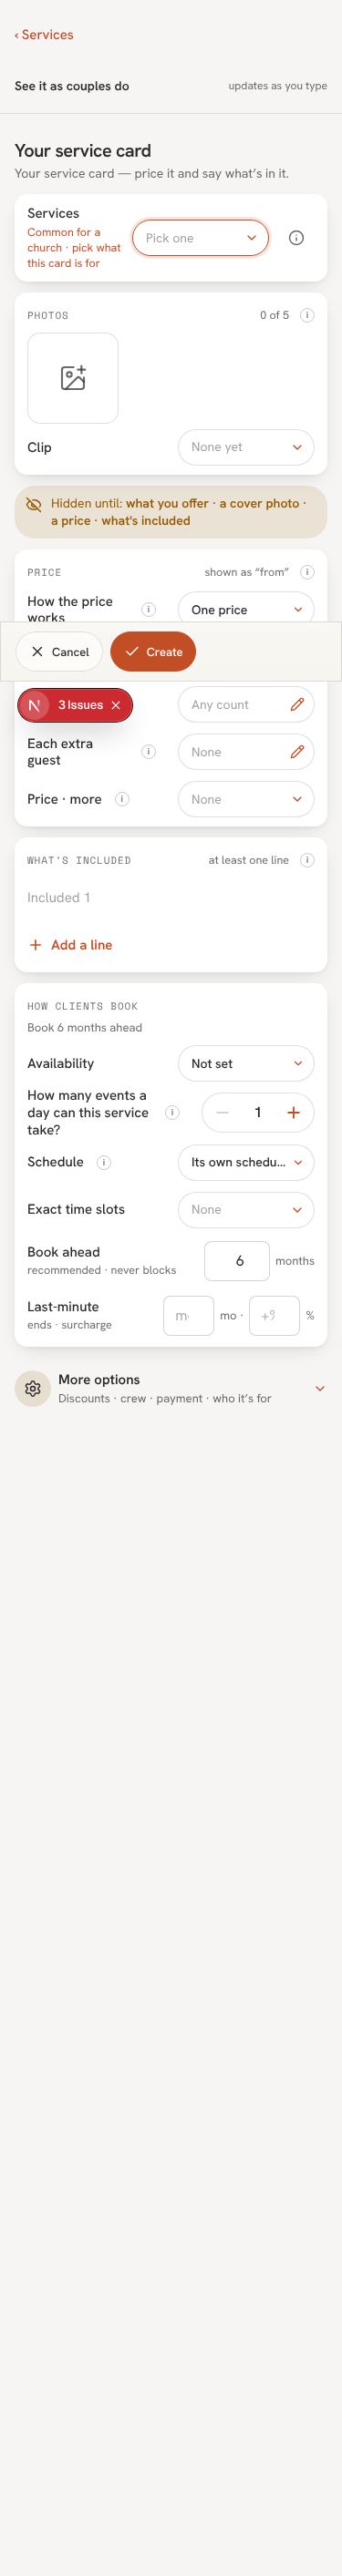 ‹ Services
See it as couples do
updates as you type
Your service card
Your service card — price it and say what's in it.
Services
Common for a
church · pick what
this card is for
Pick one
PHOTOS
0 of 5
Clip
None yet
Hidden until: what you offer · a cover photo ·
a price · what's included
PRICE
shown as “from”
How the price
works
One price
Cancel
Create
3 Issues
Any count
Each extra
guest
None
Price · more
None
WHAT'S INCLUDED
at least one line
Included 1
Add a line
HOW CLIENTS BOOK
Book 6 months ahead
Availability
Not set
How many events a
day can this service
take?
1
Schedule
Its own schedu...
Exact time slots
None
Book ahead
recommended · never blocks
6
months
Last-minute
ends · surcharge
mo ·
%
More options
Discounts · crew · payment · who it's for